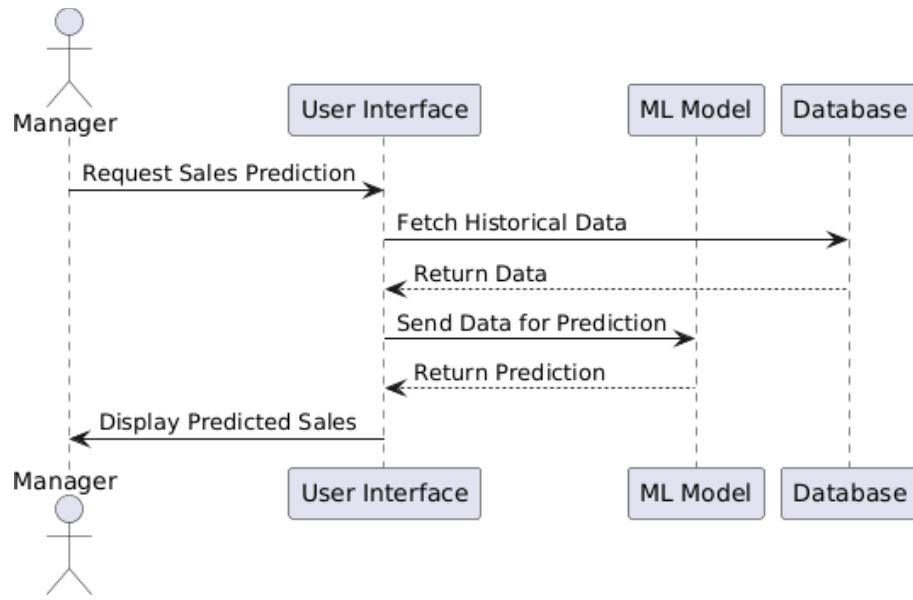 Manager
User Interface
ML Model
Database
Request Sales Prediction
Fetch Historical Data
Return Data
Send Data for Prediction
Return Prediction
Display Predicted Sales
Manager
User Interface
ML Model
Database